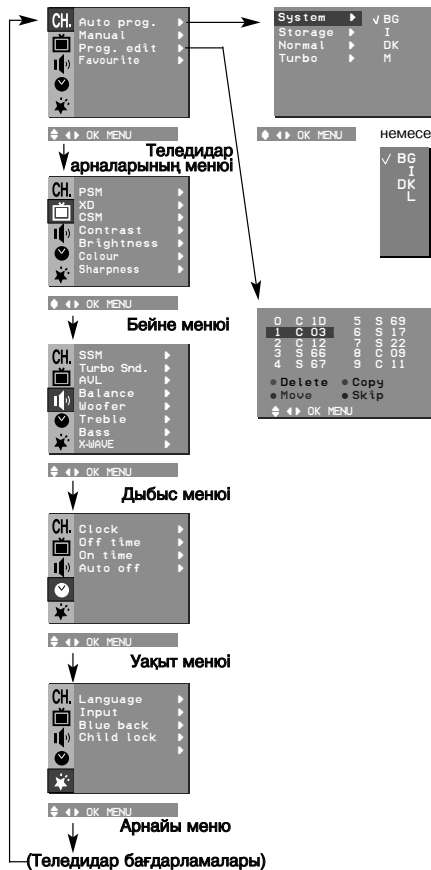 CH.
Auto prog.
Manual
Prog. edit
Favourite
OK MENU
System
Storage
Normal
Turbo
√ BG
I
DK
M
OK MENU
немесе
√ BG
I
DK
L
Теледидар
арналарының менюі
CH.
PSM
XD
CSM
Contrast
Brightness
Colour
Sharpness
OK MENU
Бейне менюі
0 C 10 5 S 69
1 C 03 6 S 17
2 C 12 7 S 22
3 S 66 8 C 09
4 S 67 9 C 11
Delete Copy
Move Skip
OK MENU
CH.
SSM
Turbo Snd.
AVL
Balance
Woofer
Treble
Bass
X-WAVE
OK MENU
Дыбыс менюі
CH.
Clock
Off time
On time
Auto off
OK MENU
Уақыт менюі
CH.
Language
Input
Blue back
Child lock
OK MENU
Арнайы меню
(Теледидар бағдарламалары)